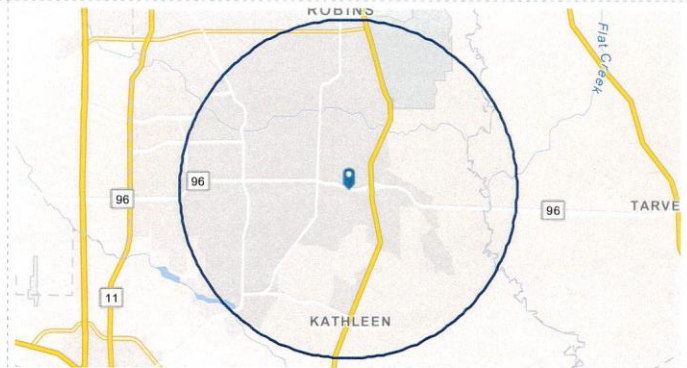 ROBINS
Flat Creek
96
96
96
TARVE
11
KATHLEEN